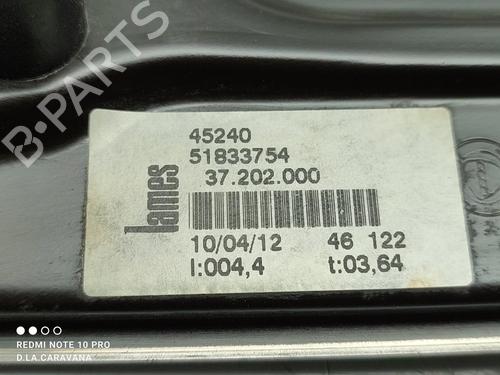 45240
51833754
37.202.000
lames
10/04/12 46 122
I:004,4 t:03,64
REDMI NOTE 10 PRO
D.LA CARAVANA